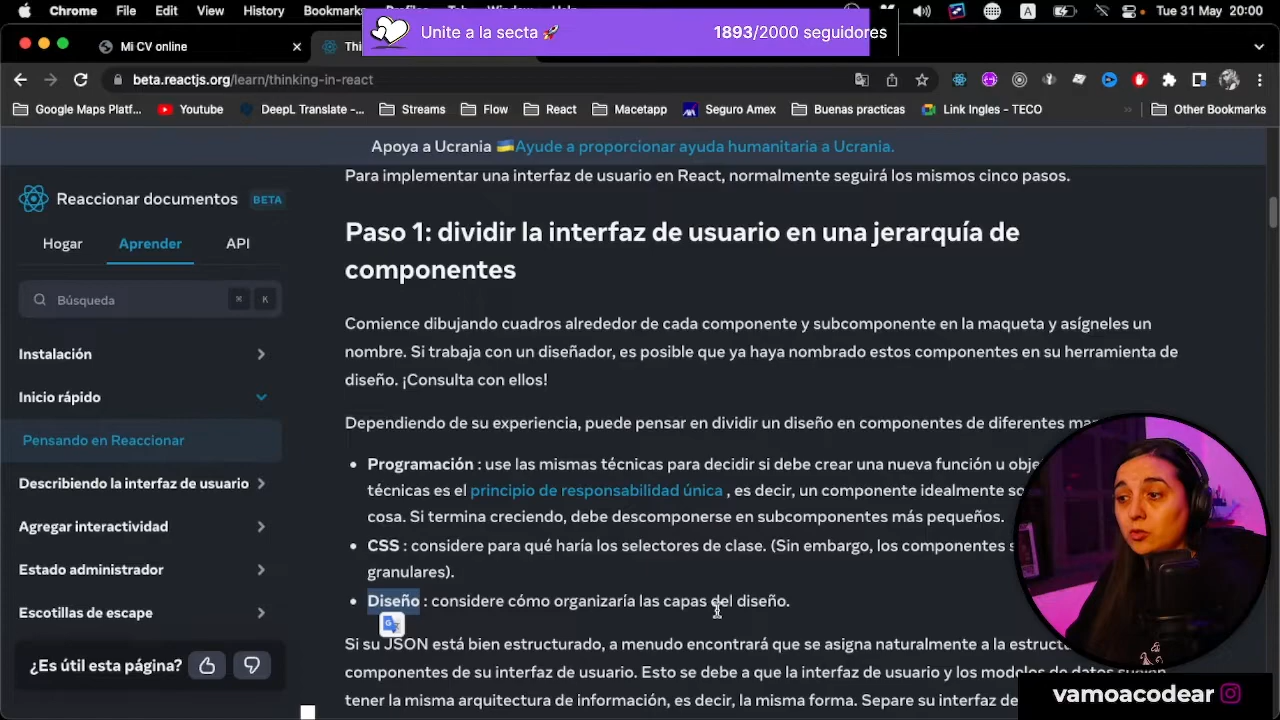 Chrome File Edit View History Bookmarks
Tue 31 May 20:00
Unite a la secta 🚀 1893/2000 seguidores
Mi CV online
beta.reactjs.org/learn/thinking-in-react
Google Maps Platf... Youtube DeepL Translate -... Streams Flow React Macetapp Seguro Amex Buenas practicas Link Ingles - TECO » Other Bookmarks
Apoya a Ucrania 🇺🇦Ayude a proporcionar ayuda humanitaria a Ucrania.
Reaccionar documentos BETA
Hogar Aprender API
Búsqueda ⌘ K
Instalación
Inicio rápido
Pensando en Reaccionar
Describiendo la interfaz de usuario
Agregar interactividad
Estado administrador
Escotillas de escape
¿Es útil esta página?
Para implementar una interfaz de usuario en React, normalmente seguirá los mismos cinco pasos.
Paso 1: dividir la interfaz de usuario en una jerarquía de
componentes
Comience dibujando cuadros alrededor de cada componente y subcomponente en la maqueta y asígneles un
nombre. Si trabaja con un diseñador, es posible que ya haya nombrado estos componentes en su herramienta de
diseño. ¡Consulta con ellos!
Dependiendo de su experiencia, puede pensar en dividir un diseño en componentes de diferentes
• Programación : use las mismas técnicas para decidir si debe crear una nueva función u
técnicas es el principio de responsabilidad única , es decir, un componente idealmente
cosa. Si termina creciendo, debe descomponerse en subcomponentes más pequeños.
• CSS : considere para qué haría los selectores de clase. (Sin embargo, los componentes
granulares).
• Diseño : considere cómo organizaría las capas del diseño.
Si su JSON está bien estructurado, a menudo encontrará que se asigna naturalmente a la
componentes de su interfaz de usuario. Esto se debe a que la interfaz de usuario y los modelos de datos
tener la misma arquitectura de información, es decir, la misma forma. Separe su interfaz
vamoacodear